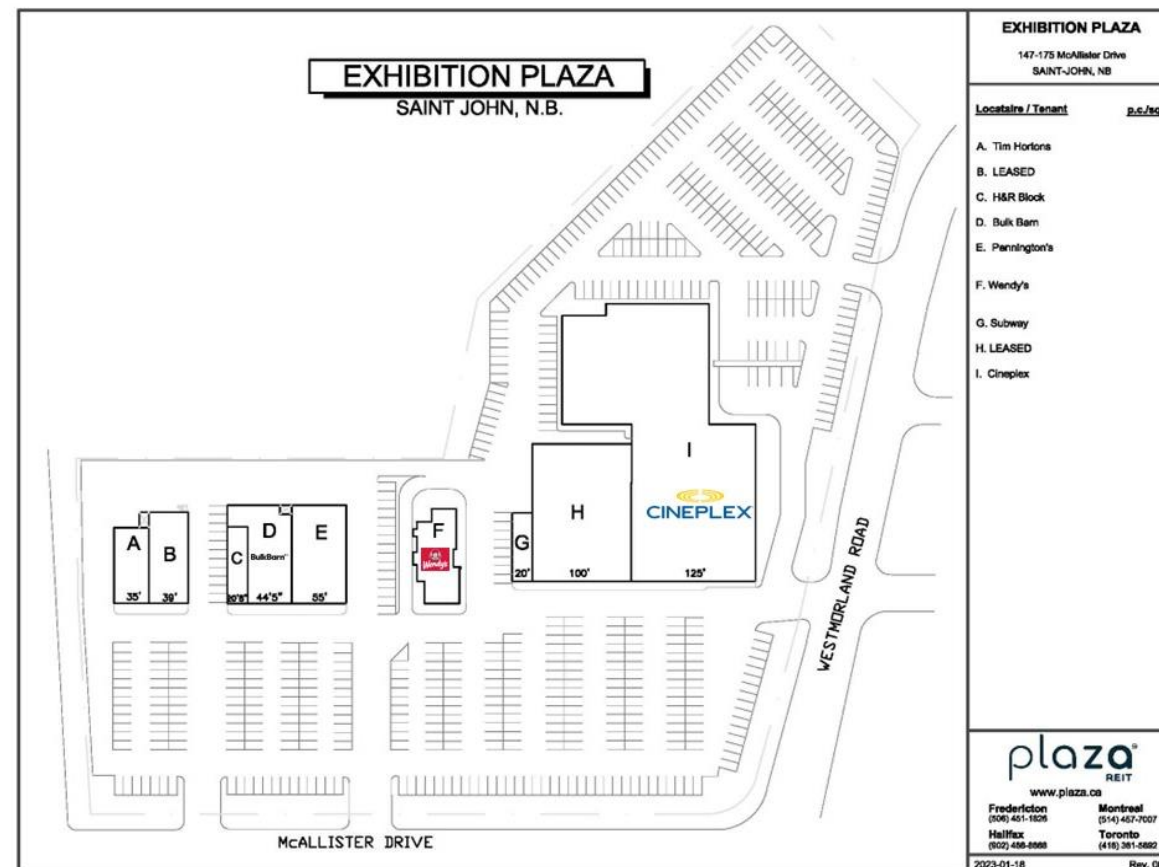 EXHIBITION PLAZA
SAINT JOHN, N.B.
A
B
C
D
E
F
G
H
I
BulkBarn
Wendy's
CINEPLEX
35'
39'
44'5"
55'
20'
100'
125'
WESTMORLAND ROAD
McALLISTER DRIVE
EXHIBITION PLAZA
147-175 McAllister Drive
SAINT-JOHN, NB
Locataire / Tenant
A. Tim Hortons
B. LEASED
C. H&R Block
D. Bulk Barn
E. Pennington's
F. Wendy's
G. Subway
H. LEASED
I. Cineplex
plaza
REIT
www.plaza.ca
Fredericton Montreal
(506) 451-1826 (514) 457-7007
Halifax Toronto
2023-01-18 Rev.